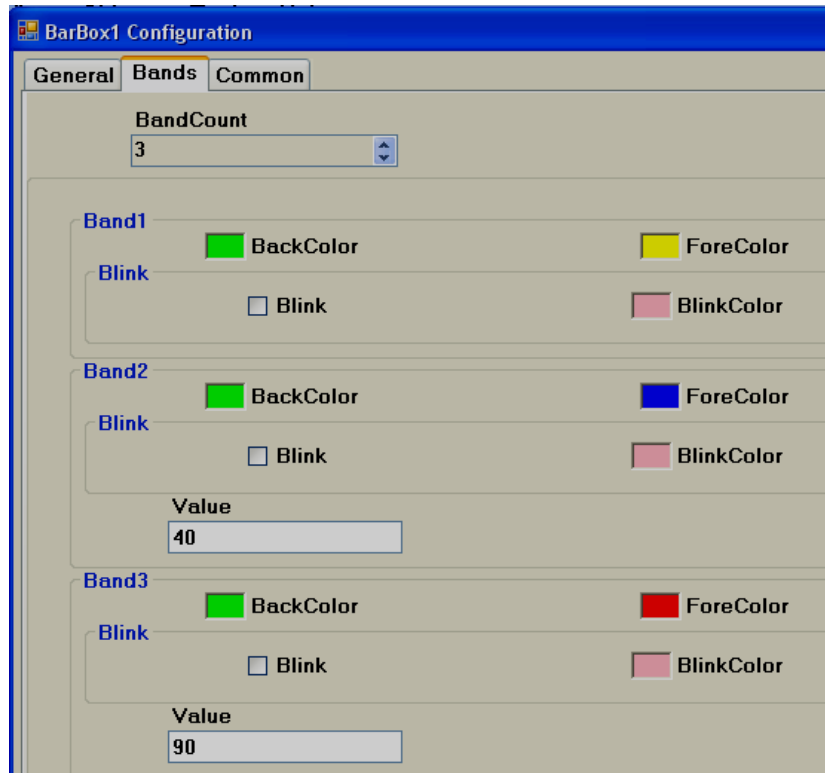 BarBox1 Configuration
General Bands Common
BandCount
3
Band1
BackColor ForeColor
Blink
Blink BlinkColor
Band2
BackColor ForeColor
Blink
Blink BlinkColor
Value
40
Band3
BackColor ForeColor
Blink
Blink BlinkColor
Value
90